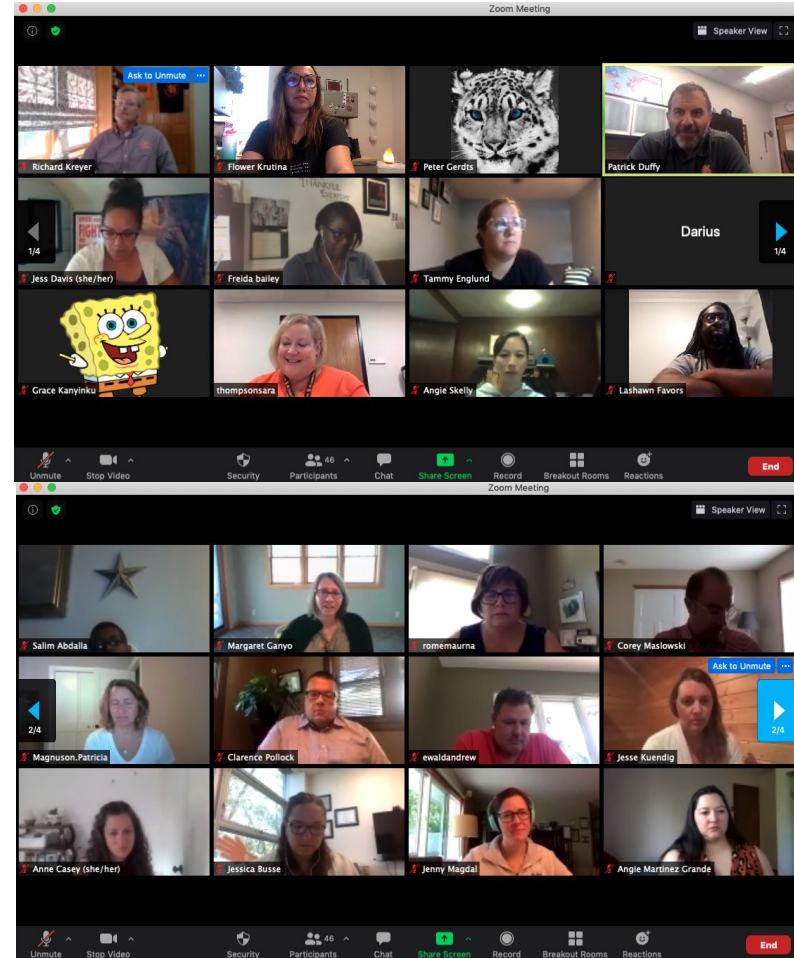 Zoom Meeting
Speaker View
Ask to Unmute ...
Richard Kreyer
Flower Krutina
Peter Gerdts
Patrick Duffy
THANKFUL
FIGHT
Darius
1/4
1/4
Jess Davis (she/her)
Freida bailey
Tammy Englund
Grace Kanyinku
thompsonsara
Angie Skelly
Lashawn Favors
46
Unmute
Stop Video
Security
Participants
Chat
Share Screen
Record
Breakout Rooms
Reactions
End
Zoom Meeting
Speaker View
Salim Abdalla
Margaret Ganyo
romemaurna
Corey Maslowski
Ask to Unmute ...
2/4
2/4
Magnuson.Patricia
Clarence Pollock
ewaldandrew
Jesse Kuendig
Anne Casey (she/her)
Jessica Busse
Jenny Magdal
Angie Martinez Grande
46
Unmute
Stop Video
Security
Participants
Chat
Share Screen
Record
Breakout Rooms
Reactions
End